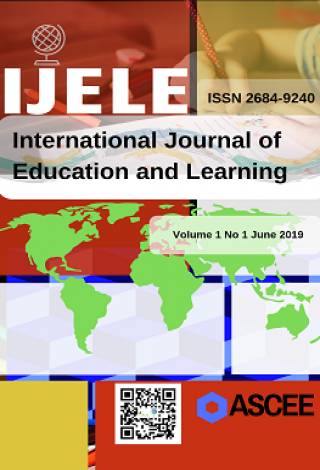 IJELE
ISSN 2684-9240
International Journal of
Education and Learning
Volume 1 No 1 June 2019
ASCEE